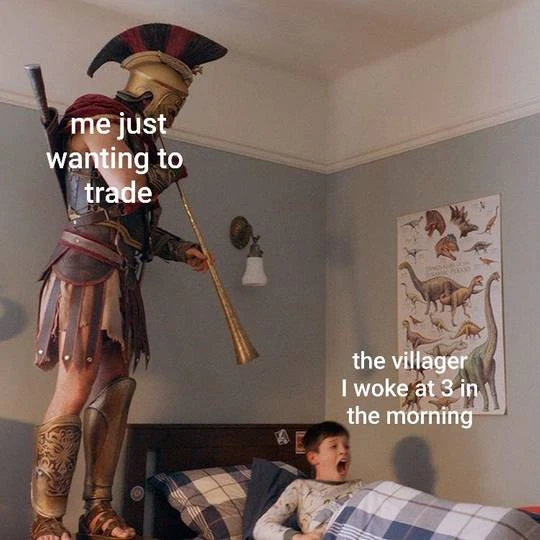 me just
wanting to
trade
the villager
I woke at 3 in
the morning